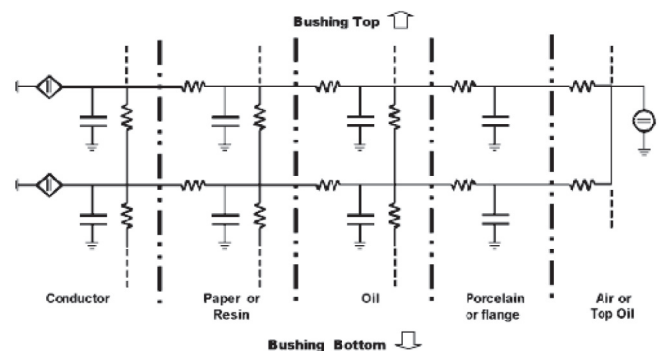 Bushing Top
Conductor
Paper or
Resin
Oil
Porcelain
or flange
Air or
Top Oil
Bushing Bottom